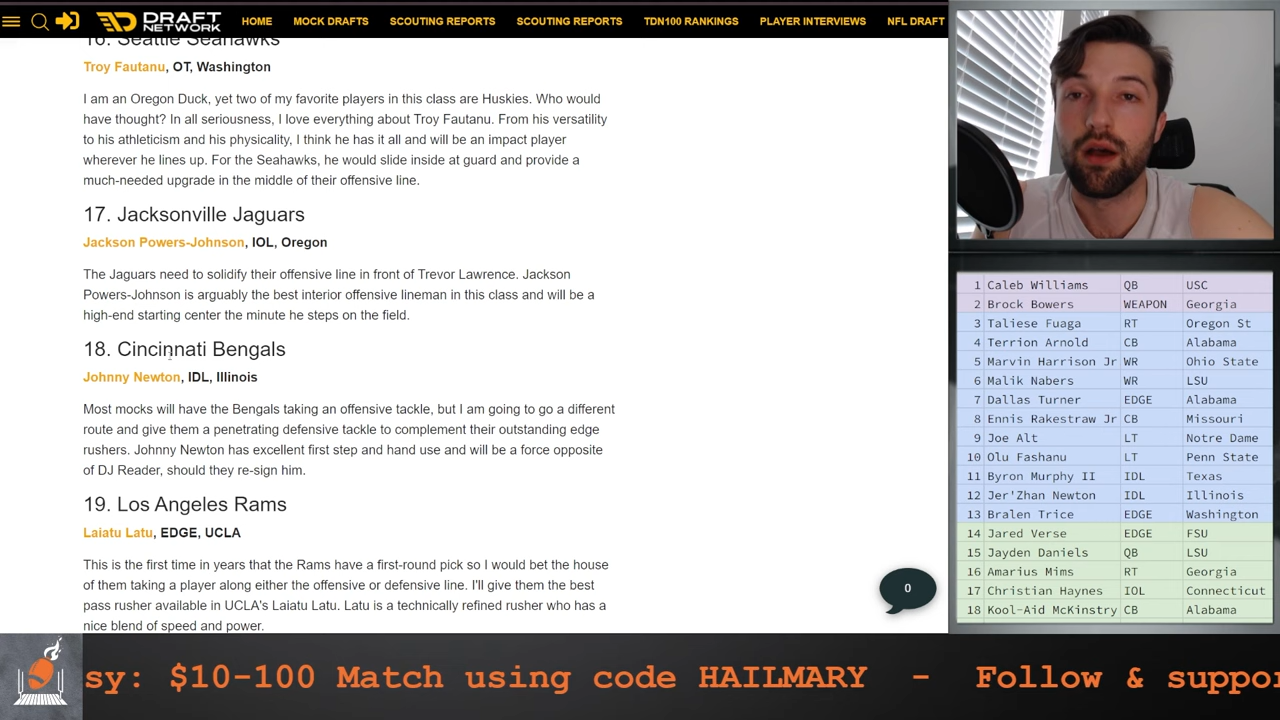 DRAFT NETWORK
HOME MOCK DRAFTS SCOUTING REPORTS SCOUTING REPORTS TDN100 RANKINGS PLAYER INTERVIEWS NFL DRAFT
16. Seattle Seahawks
Troy Fautanu, OT, Washington
I am an Oregon Duck, yet two of my favorite players in this class are Huskies. Who would
have thought? In all seriousness, I love everything about Troy Fautanu. From his versatility
to his athleticism and his physicality, I think he has it all and will be an impact player
wherever he lines up. For the Seahawks, he would slide inside at guard and provide a
much-needed upgrade in the middle of their offensive line.
17. Jacksonville Jaguars
Jackson Powers-Johnson, IOL, Oregon
The Jaguars need to solidify their offensive line in front of Trevor Lawrence. Jackson
Powers-Johnson is arguably the best interior offensive lineman in this class and will be a
high-end starting center the minute he steps on the field.
18. Cincinnati Bengals
Johnny Newton, IDL, Illinois
Most mocks will have the Bengals taking an offensive tackle, but I am going to go a different
route and give them a penetrating defensive tackle to complement their outstanding edge
rushers. Johnny Newton has excellent first step and hand use and will be a force opposite
of DJ Reader, should they re-sign him.
19. Los Angeles Rams
Laiatu Latu, EDGE, UCLA
This is the first time in years that the Rams have a first-round pick so I would bet the house
of them taking a player along either the offensive or defensive line. I'll give them the best
pass rusher available in UCLA's Laiatu Latu. Latu is a technically refined rusher who has a
nice blend of speed and power.
0
1 Caleb Williams QB USC
2 Brock Bowers WEAPON Georgia
3 Taliese Fuaga RT Oregon St
4 Terrion Arnold CB Alabama
5 Marvin Harrison Jr WR Ohio State
6 Malik Nabers WR LSU
7 Dallas Turner EDGE Alabama
8 Ennis Rakestraw Jr CB Missouri
9 Joe Alt LT Notre Dame
10 Olu Fashanu LT Penn State
11 Byron Murphy II IDL Texas
12 Jer'Zhan Newton IDL Illinois
13 Bralen Trice EDGE Washington
14 Jared Verse EDGE FSU
15 Jayden Daniels QB LSU
16 Amarius Mims RT Georgia
17 Christian Haynes IOL Connecticut
18 Kool-Aid McKinstry CB Alabama
sy: $10-100 Match using code HAILMARY - Follow & suppor